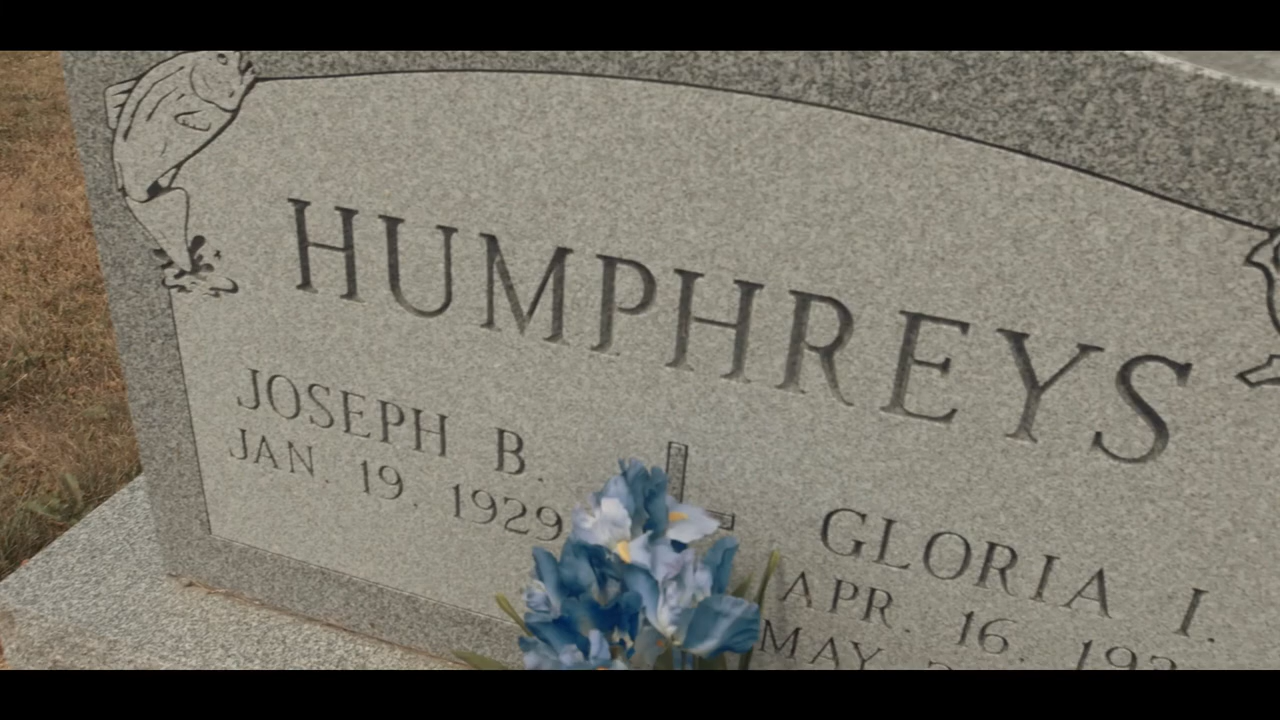 HUMPHREYS
JOSEPH B.
JAN. 19, 1929
GLORIA I.
APR. 16,
MAY